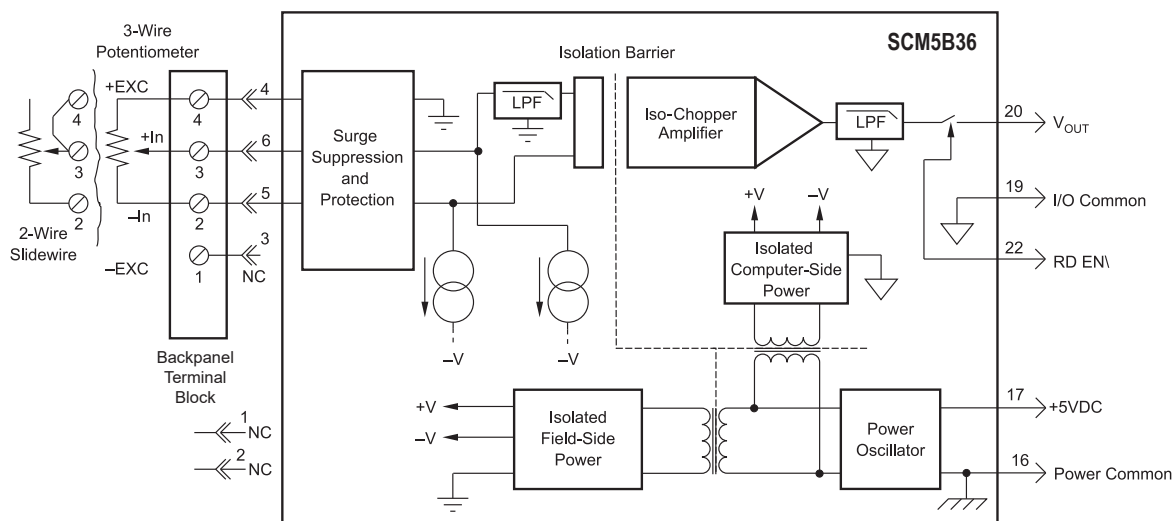 3-Wire
Potentiometer
SCM5B36
Isolation Barrier
+EXC
4
4
4
LPF
Surge
Suppression
and
Protection
Iso-Chopper
Amplifier
LPF
20
V_OUT
+In
3
3
6
5
–In
2
2
2-Wire
Slidewire
–EXC
1
3
NC
+V
–V
19
I/O Common
Isolated
Computer-Side
Power
22
RD EN\
–V
–V
Backpanel
Terminal
Block
1
NC
2
NC
+V
–V
Isolated
Field-Side
Power
Power
Oscillator
17
+5VDC
16
Power Common